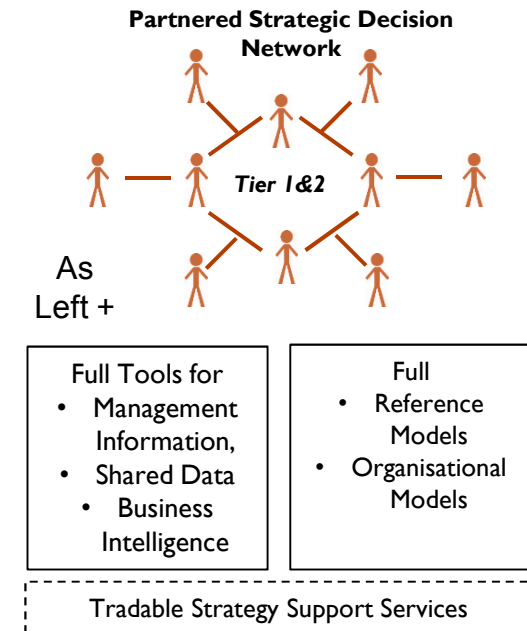 Partnered Strategic Decision
Network
Tier 1&2
As
Left +
Full Tools for
• Management
Information,
• Shared Data
• Business
Intelligence
Full
• Reference
Models
• Organisational
Models
Tradable Strategy Support Services